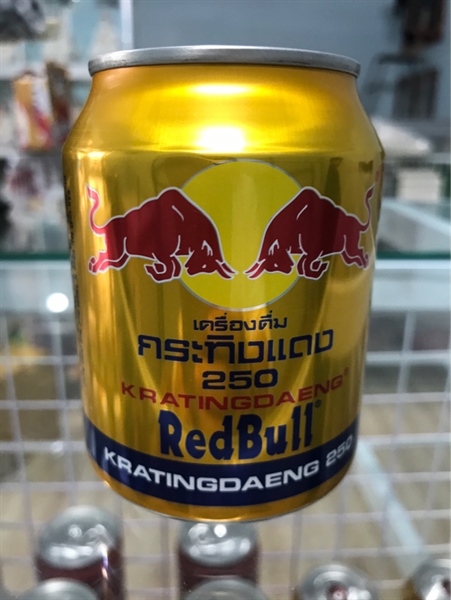 เครื่องดื่ม
กระทิงแดง
250
KRATINGDAENG®
RedBull®
KRATINGDAENG 250